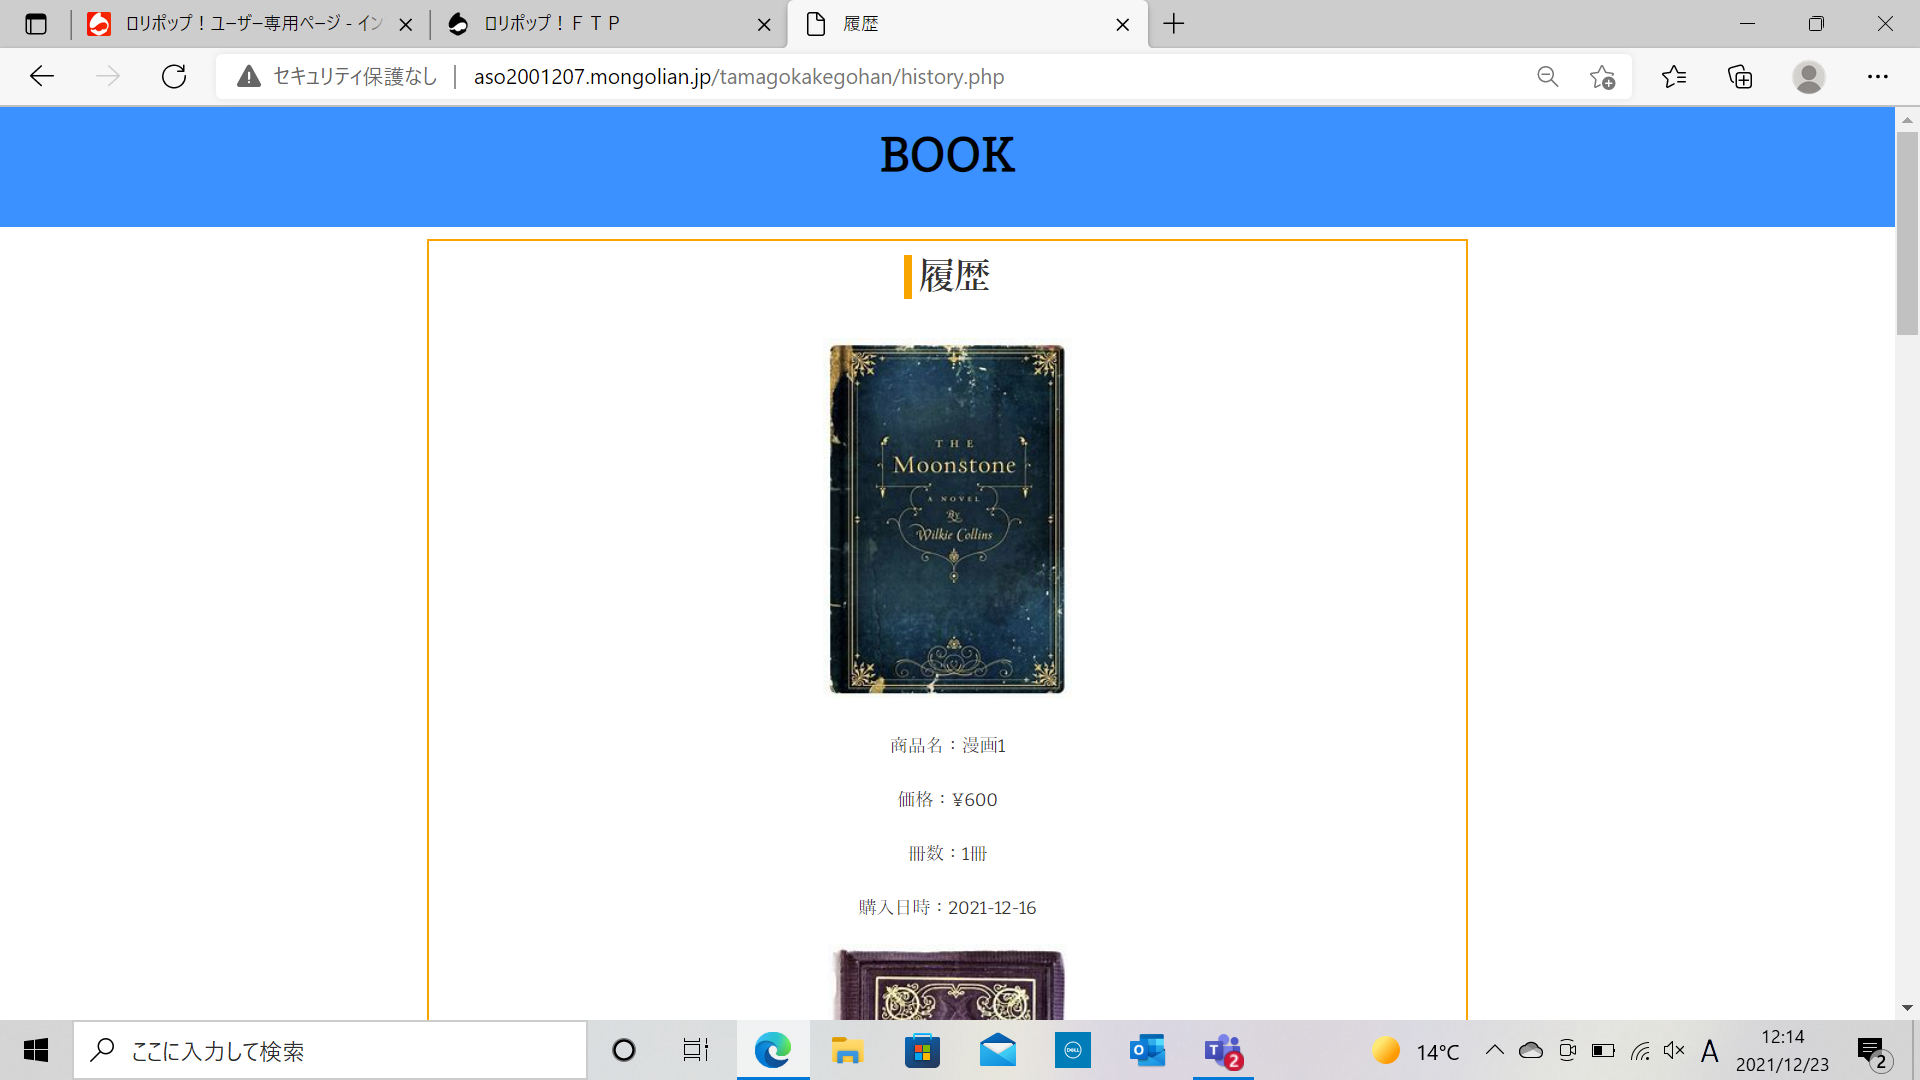 ロリポップ！ユーザー専用ページ - イン
ロリポップ！ＦＴＰ
履歴
セキュリティ保護なし
aso2001207.mongolian.jp/tamagokakegohan/history.php
BOOK
履歴
THE
Moonstone
A NOVEL
By
Wilkie Collins
商品名：漫画1
価格：¥600
冊数：1冊
購入日時：2021-12-16
ここに入力して検索
DELL
O
T
2
14°C
A
12:14
2021/12/23
2